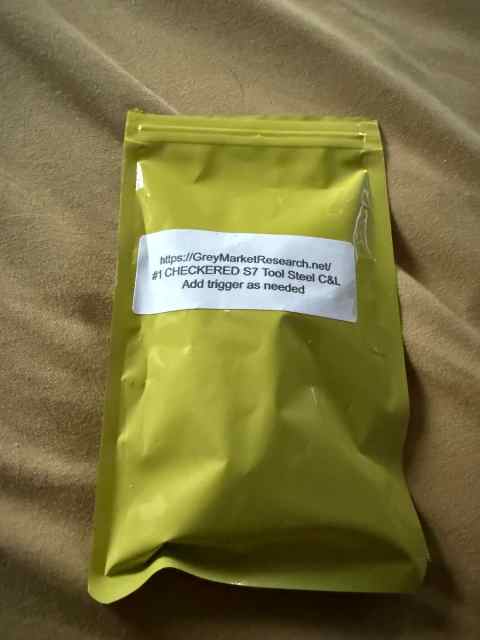 https://GreyMarketResearch.net/
#1 CHECKERED S7 Tool Steel C&L
Add trigger as needed